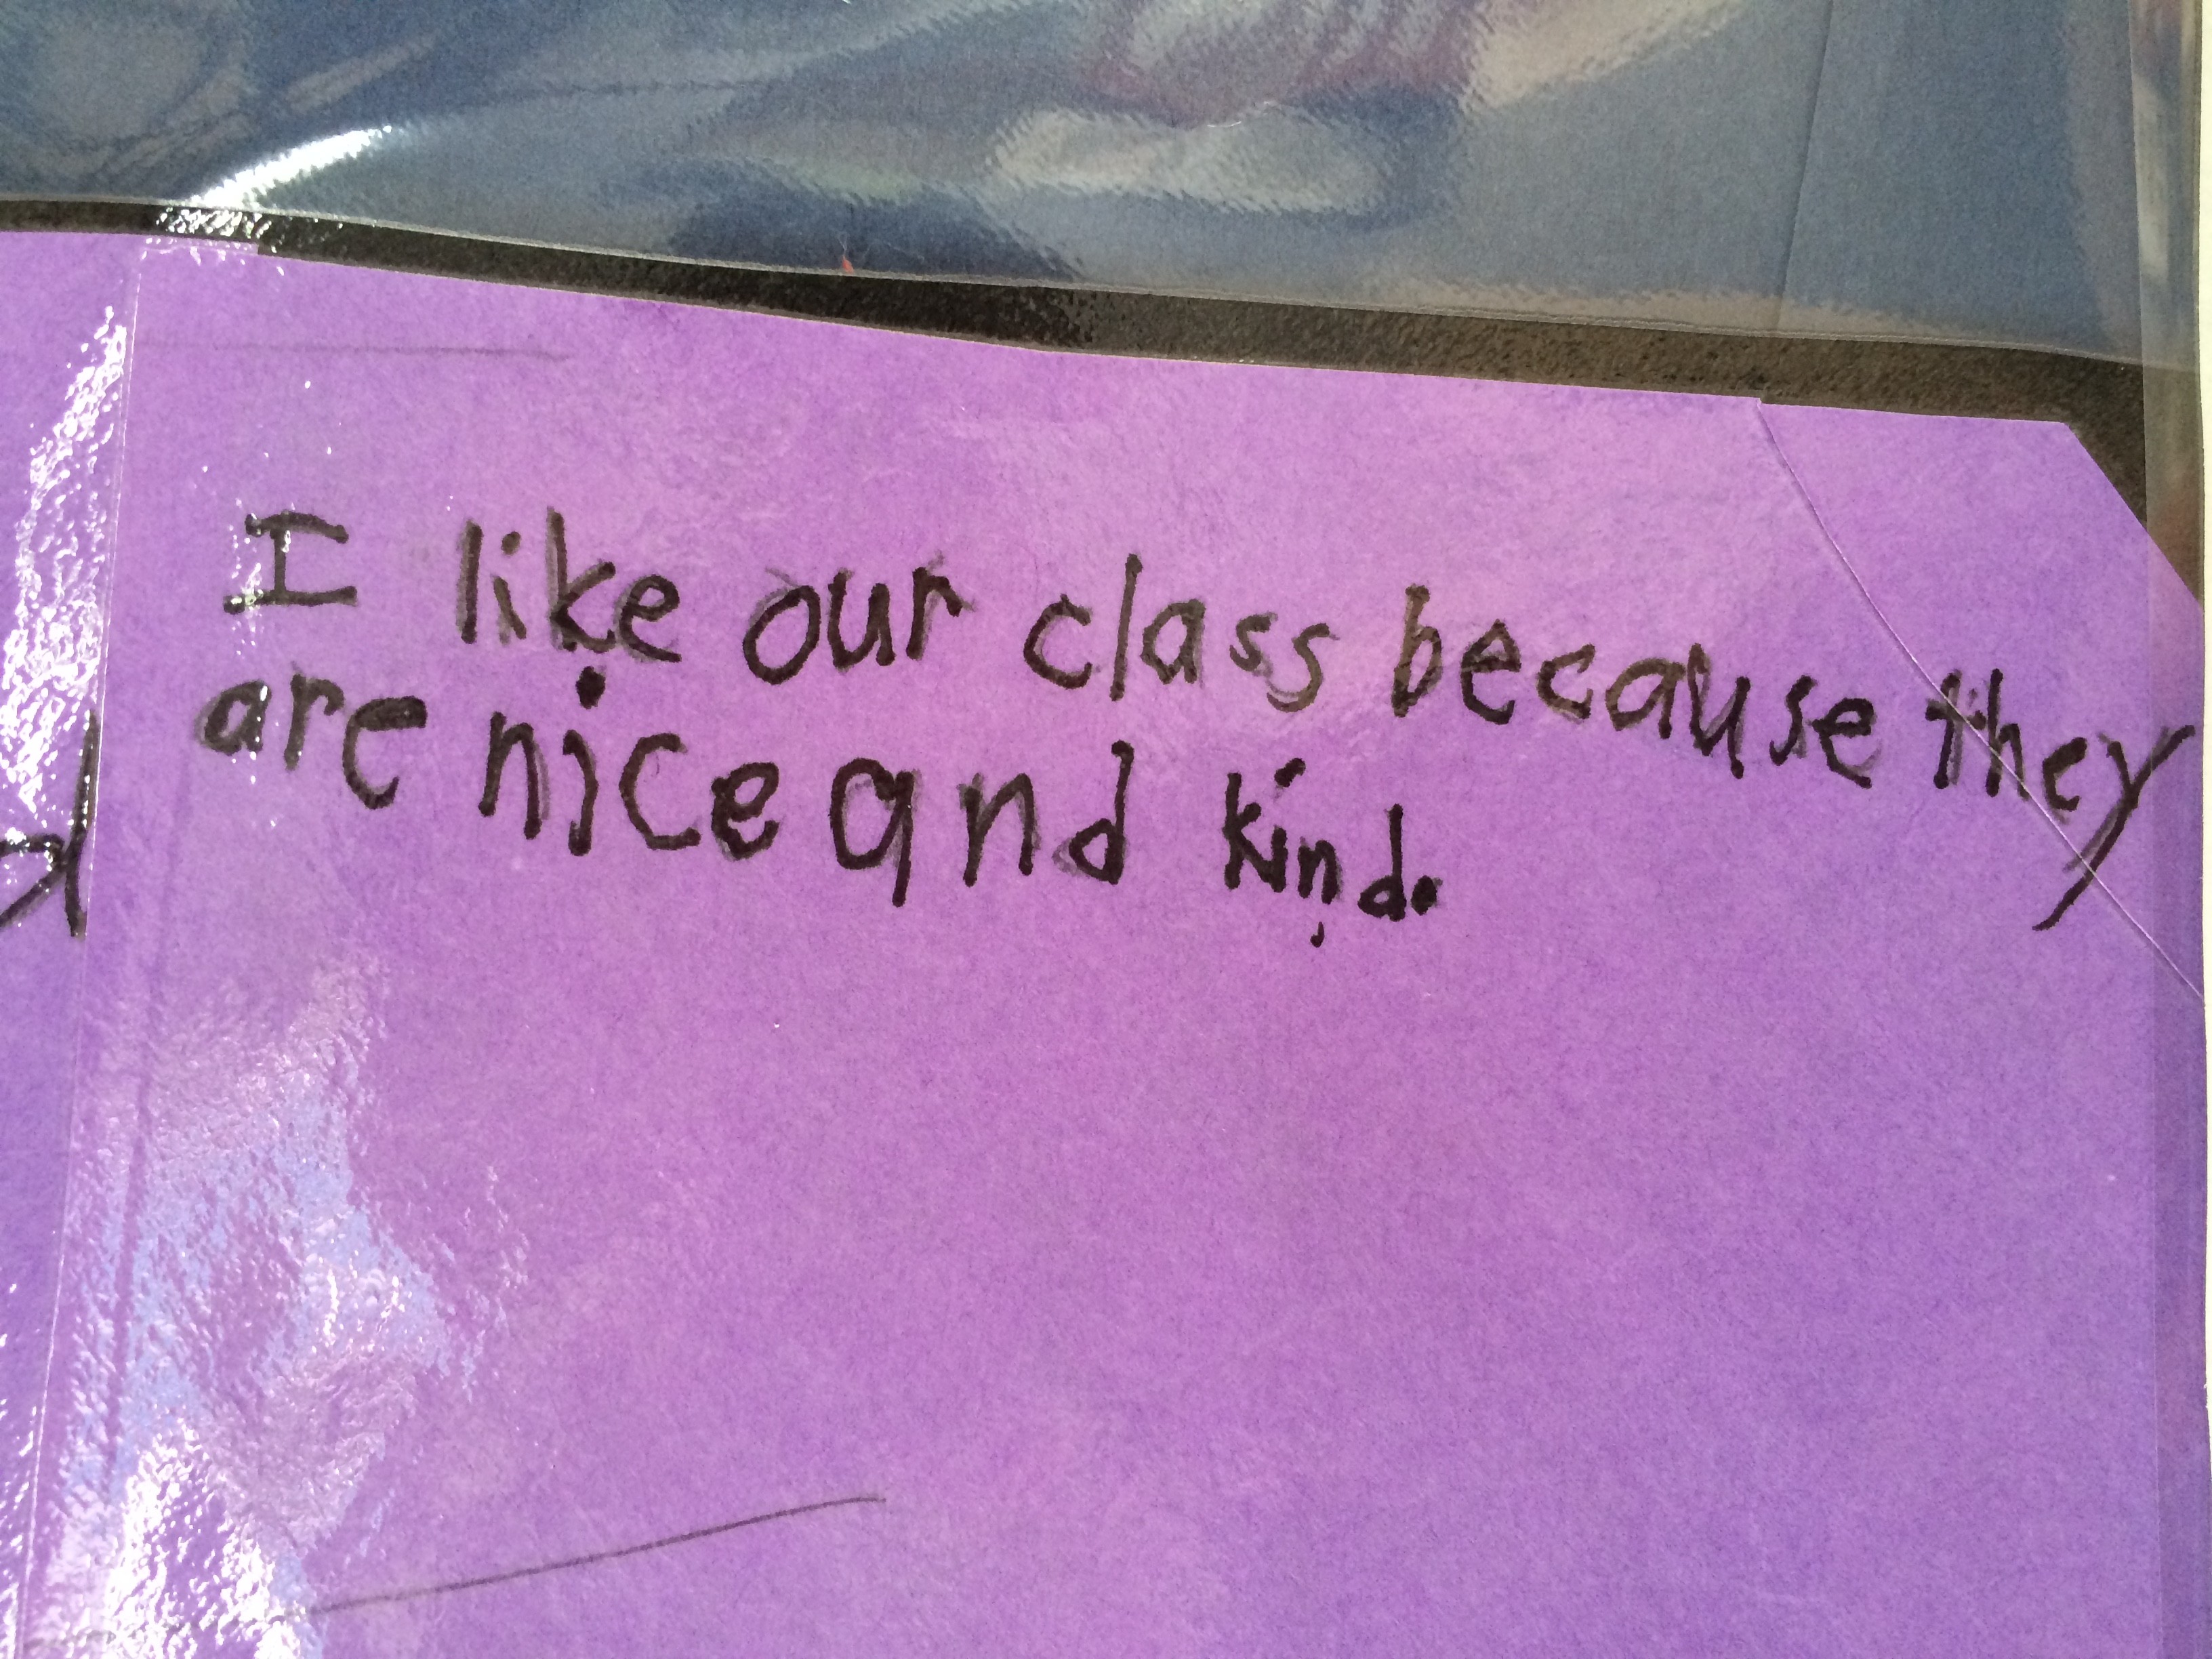 I like our class because they
are nice and kind.